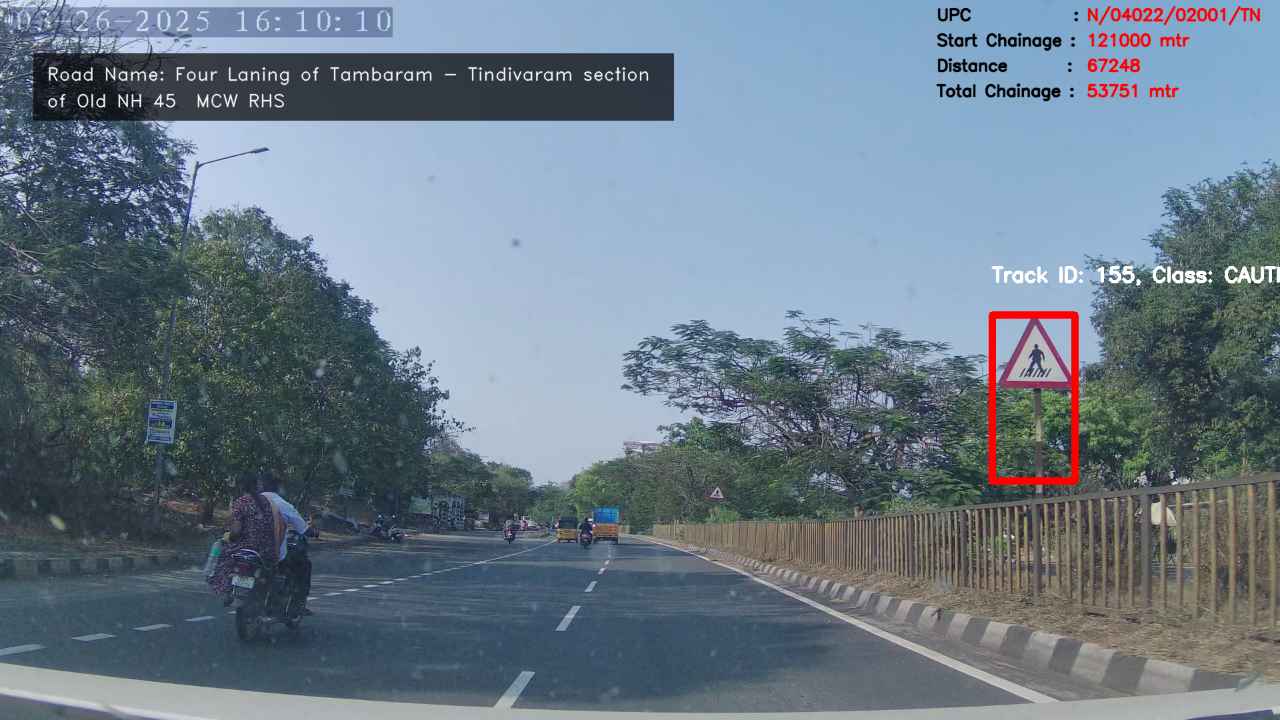 03-26-2025 16:10:10
Road Name: Four Laning of Tambaram - Tindivaram section
of Old NH 45 MCW RHS
UPC : N/04022/02001/TN
Start Chainage : 121000 mtr
Distance : 67248
Total Chainage : 53751 mtr
Track ID: 155, Class: CAUTI